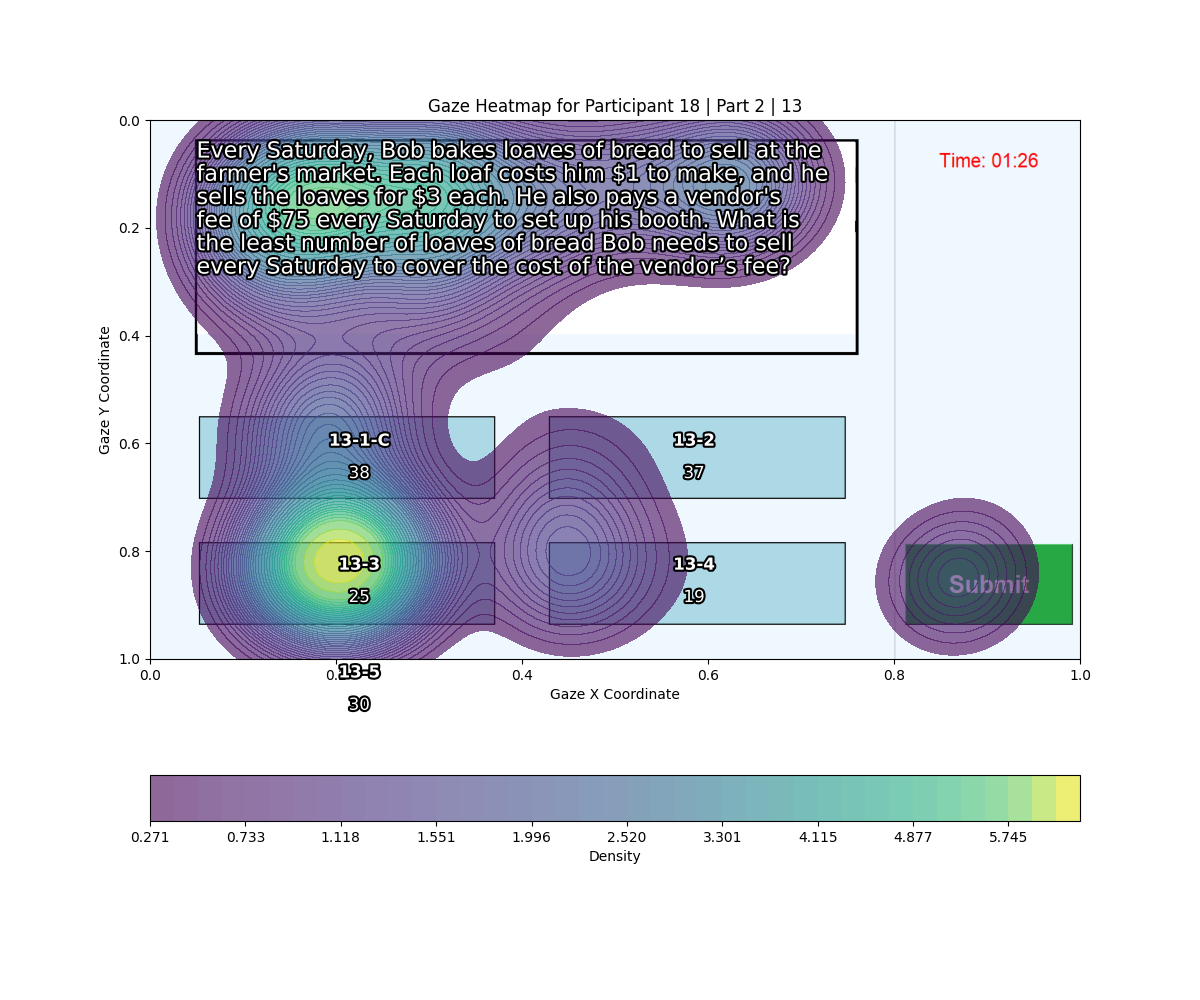 Gaze Heatmap for Participant 18 | Part 2 | 13
Every Saturday, Bob bakes loaves of bread to sell at the
farmer's market. Each loaf costs him $1 to make, and he
sells the loaves for $3 each. He also pays a vendor's
fee of $75 every Saturday to set up his booth. What is
the least number of loaves of bread Bob needs to sell
every Saturday to cover the cost of the vendor’s fee?
Time: 01:26
13-1-C
38
13-2
37
13-3
25
13-4
19
Submit
13-5
30
0.0
0.2
0.4
0.6
0.8
1.0
Gaze Y Coordinate
0.0
0.4
0.6
0.8
1.0
Gaze X Coordinate
0.271
0.733
1.118
1.551
1.996
2.520
3.301
4.115
4.877
5.745
Density